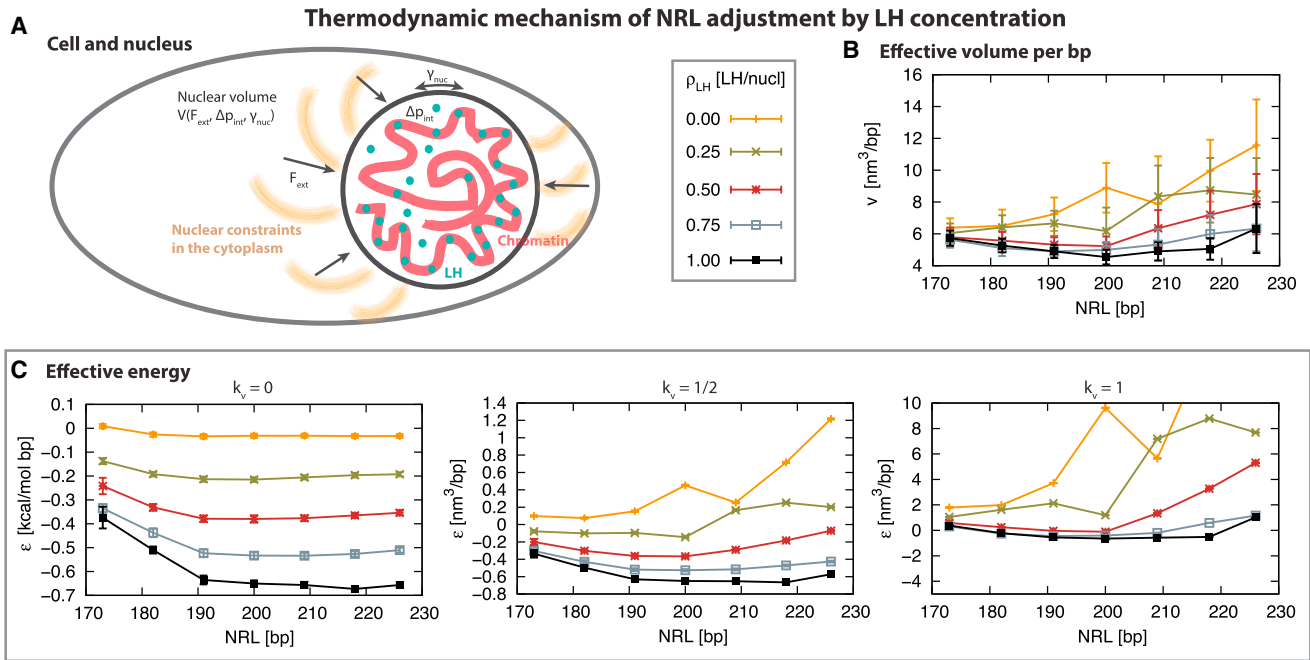 Thermodynamic mechanism of NRL adjustment by LH concentration
A
Cell and nucleus
Nuclear volume
V(F_ext, Δp_int, γ_nuc)
γ_nuc
Δp_int
F_ext
Nuclear constraints
in the cytoplasm
Chromatin
LH
ρ_LH [LH/nucl]
0.00
0.25
0.50
0.75
1.00
B Effective volume per bp
v [nm³/bp]
16
14
12
10
8
6
4
170 180 190 200 210 220 230
NRL [bp]
C Effective energy
k_v = 0
ε [kcal/mol bp]
0.1
0
−0.1
−0.2
−0.3
−0.4
−0.5
−0.6
−0.7
170 180 190 200 210 220 230
NRL [bp]
k_v = 1/2
ε [nm³/bp]
1.4
1.2
1
0.8
0.6
0.4
0.2
0
−0.2
−0.4
−0.6
−0.8
170 180 190 200 210 220 230
NRL [bp]
k_v = 1
ε [nm³/bp]
10
8
6
4
2
0
−2
−4
170 180 190 200 210 220 230
NRL [bp]